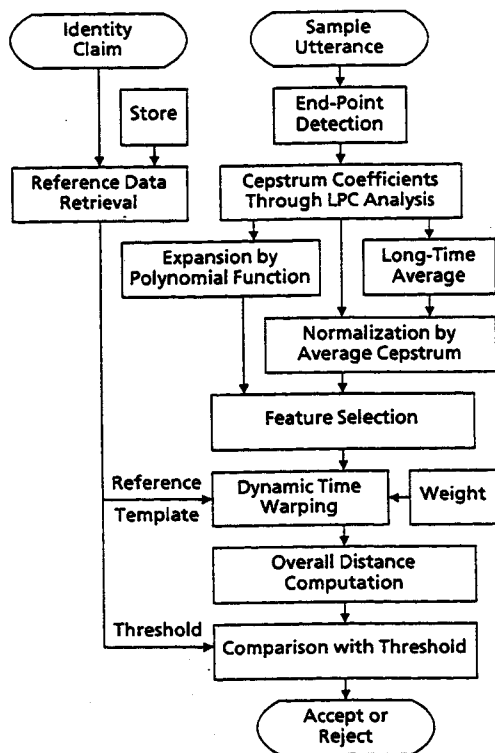 Identity
Claim
Sample
Utterance
Store
End-Point
Detection
Reference Data
Retrieval
Cepstrum Coefficients
Through LPC Analysis
Expansion by
Polynomial Function
Long-Time
Average
Normalization by
Average Cepstrum
Feature Selection
Reference
Template
Dynamic Time
Warping
Weight
Overall Distance
Computation
Threshold
Comparison with Threshold
Accept or
Reject